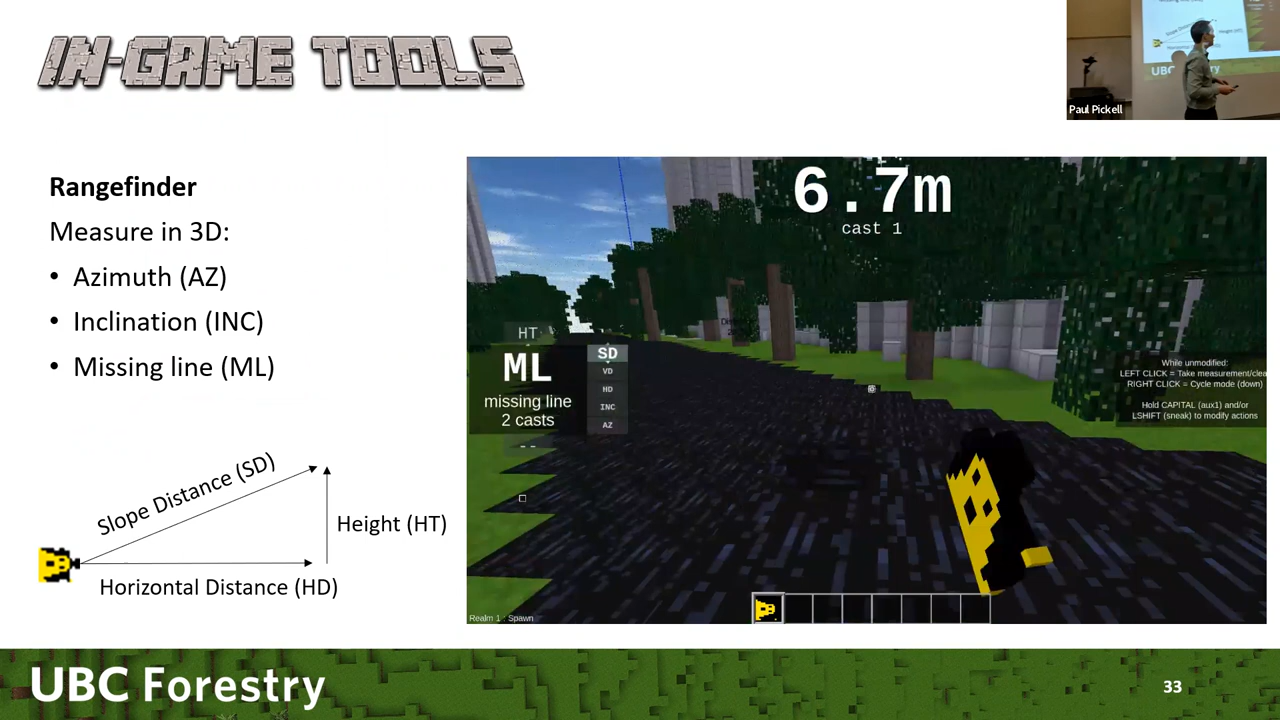 IN-GAME TOOLS
Paul Pickell
UBC
Rangefinder
Measure in 3D:
• Azimuth (AZ)
• Inclination (INC)
• Missing line (ML)
Slope Distance (SD)
Height (HT)
Horizontal Distance (HD)
6.7m
cast 1
HT
ML
missing line
2 casts
--
SD
VD
HD
INC
AZ
While unmodified:
LEFT CLICK = Take measurement/clea
RIGHT CLICK = Cycle mode (down)
Hold CAPITAL (aux1) and/or
LSHIFT (sneak) to modify actions
Realm 1 : Spawn
UBC Forestry
33